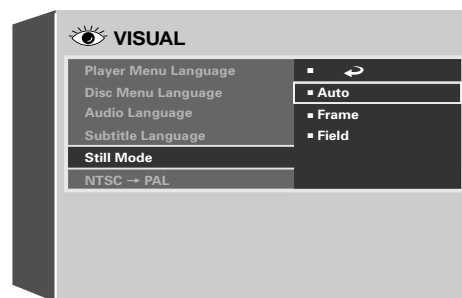 VISUAL
Player Menu Language
Disc Menu Language
Audio Language
Subtitle Language
Still Mode
NTSC → PAL
Auto
Frame
Field